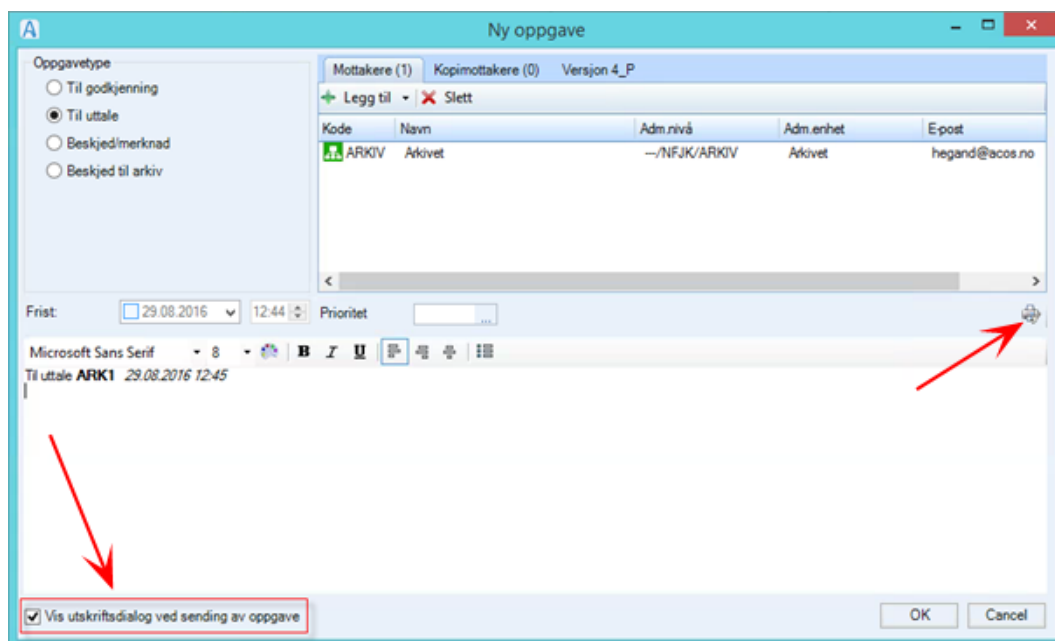 Ny oppgave
Oppgavetype
Til godkjenning
Til uttale
Beskjed/merknad
Beskjed til arkiv
Mottakere (1) Kopimottakere (0) Versjon 4_P
Legg til Slett
Kode Navn Adm.nivå Adm.enhet E-post
ARKIV Arkivet —/NFJK/ARKIV Arkivet hegand@acos.no
Frist: 29.08.2016 12:44 Prioritet ...
Microsoft Sans Serif 8 B I U
Til uttale ARK1 29.08.2016 12:45
Vis utskriftsdialog ved sending av oppgave
OK Cancel